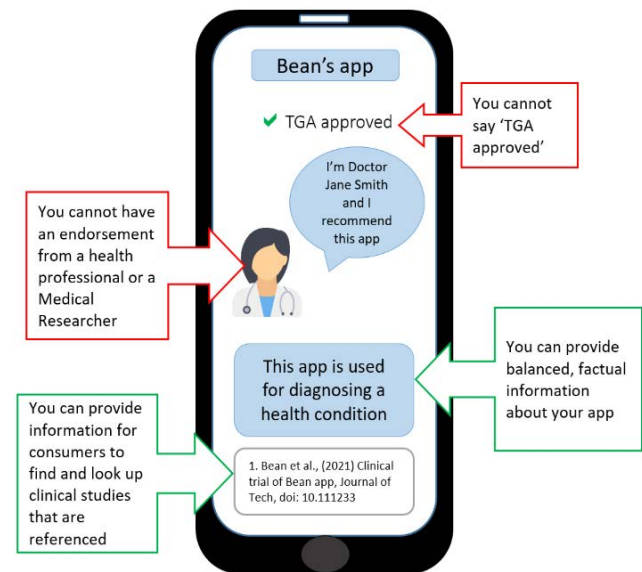 Bean's app
TGA approved
You cannot
say 'TGA
approved'
I'm Doctor
Jane Smith
and I
recommend
this app
You cannot have
an endorsement
from a health
professional or a
Medical
Researcher
This app is used
for diagnosing a
health condition
You can provide
balanced, factual
information
about your app
You can provide
information for
consumers to
find and look up
clinical studies
that are
referenced
1. Bean et al., (2021) Clinical
trial of Bean app, Journal of
Tech, doi: 10.111233